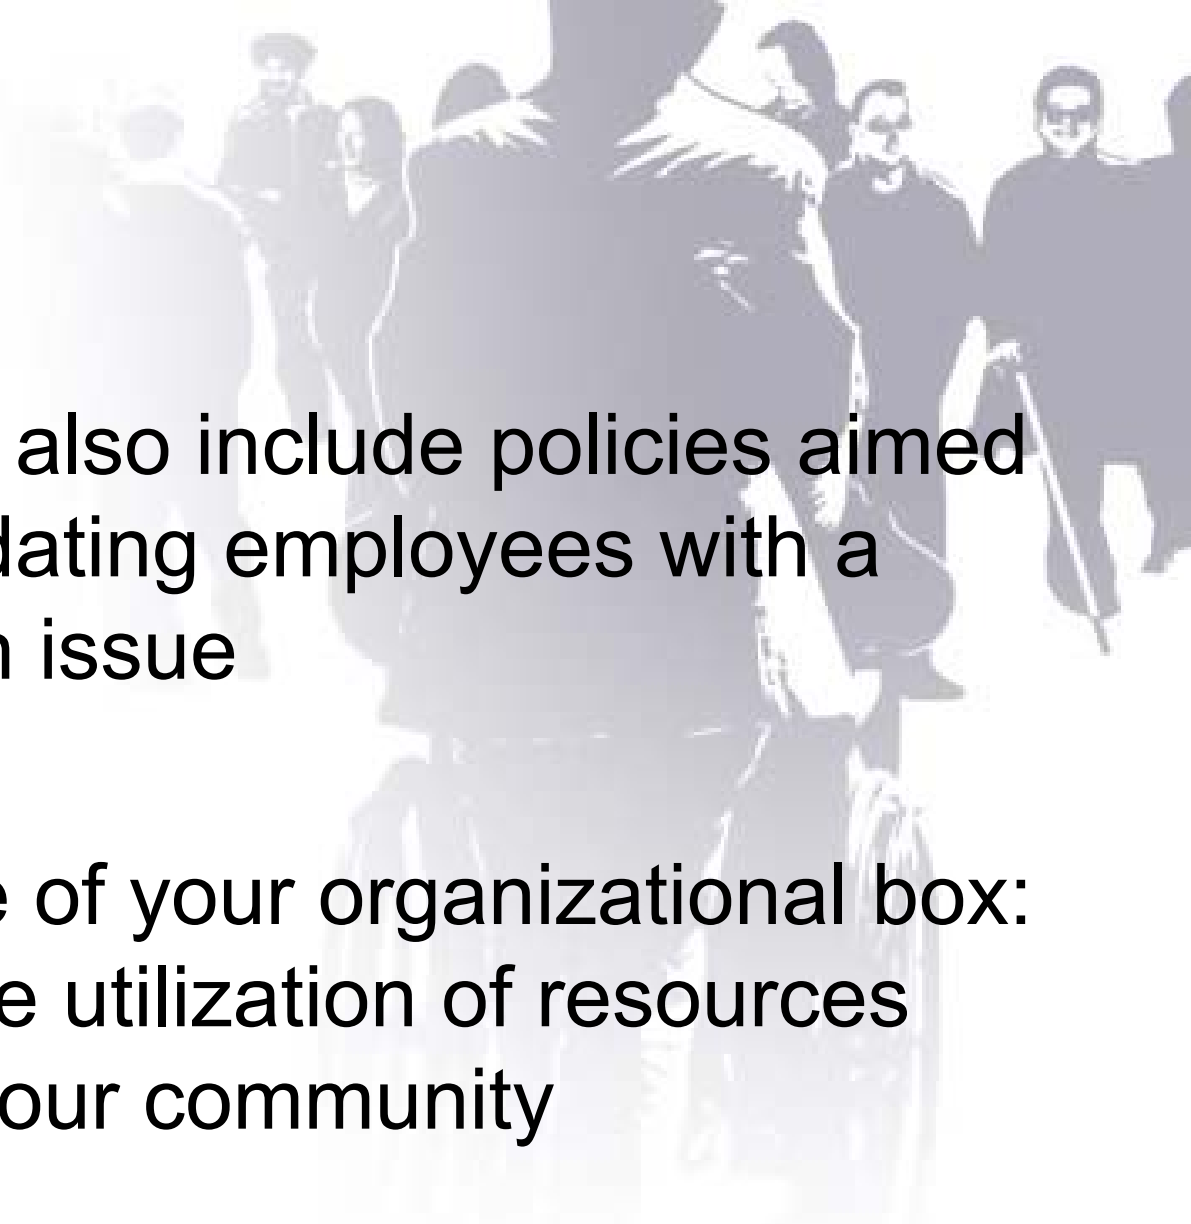 also include policies aimed
dating employees with a
issue
of your organizational box:
utilization of resources
our community